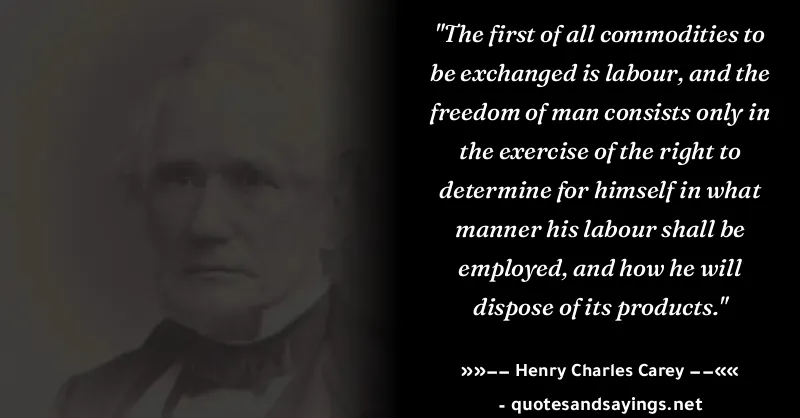 "The first of all commodities to
be exchanged is labour, and the
freedom of man consists only in
the exercise of the right to
determine for himself in what
manner his labour shall be
employed, and how he will
dispose of its products."
»»−− Henry Charles Carey −−««
- quotesandsayings.net